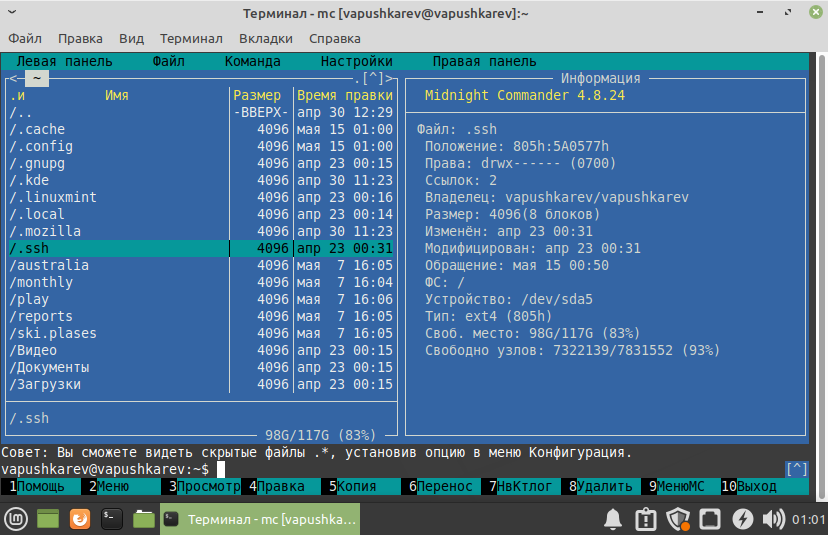 Терминал - mc [vapushkarev@vapushkarev]:~
Файл Правка Вид Терминал Вкладки Справка
Левая панель Файл Команда Настройки Правая панель
<─ ~ .[^]> Информация
.и Имя Размер Время правки
Midnight Commander 4.8.24
/.. -ВВЕРХ- апр 30 12:29
/.cache 4096 мая 15 01:00
/.config 4096 мая 15 01:00
/.gnupg 4096 апр 23 00:15
/.kde 4096 апр 30 11:23
/.linuxmint 4096 апр 23 00:16
/.local 4096 апр 23 00:14
/.mozilla 4096 апр 30 11:23
/.ssh 4096 апр 23 00:31
/australia 4096 мая 7 16:05
/monthly 4096 мая 7 16:04
/play 4096 мая 7 16:06
/reports 4096 мая 7 16:05
/ski.plases 4096 мая 7 16:05
/Видео 4096 апр 23 00:15
/Документы 4096 апр 23 00:15
/Загрузки 4096 апр 23 00:15
/.ssh
98G/117G (83%)
Файл: .ssh
Положение: 805h:5A0577h
Права: drwx------ (0700)
Ссылок: 2
Владелец: vapushkarev/vapushkarev
Размер: 4096(8 блоков)
Изменён: апр 23 00:31
Модифицирован: апр 23 00:31
Обращение: мая 15 00:50
ФС: /
Устройство: /dev/sda5
Тип: ext4 (805h)
Своб. место: 98G/117G (83%)
Свободно узлов: 7322139/7831552 (93%)
Совет: Вы сможете видеть скрытые файлы .*, установив опцию в меню Конфигурация.
vapushkarev@vapushkarev:~$ [^]
1Помощь 2Меню 3Просмотр 4Правка 5Копия 6Перенос 7НвКтлог 8Удалить 9МенюМС 10Выход
Терминал - mc [vapushka... 01:01